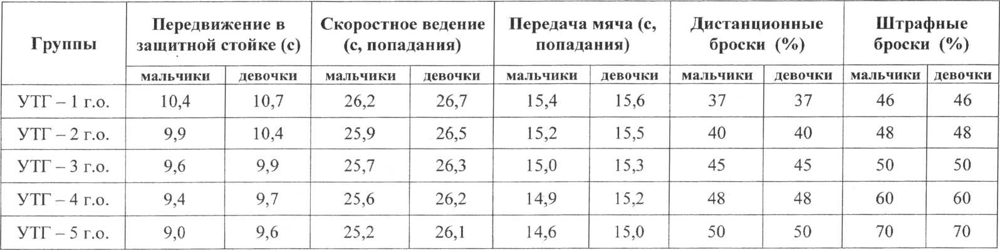 Группы Передвижение в защитной стойке (с) Скоростное ведение (с, попадания) Передача мяча (с, попадания) Дистанционные броски (%) Штрафные броски (%)
мальчики девочки мальчики девочки мальчики девочки мальчики девочки мальчики девочки
УТГ – 1 г.о. 10,4 10,7 26,2 26,7 15,4 15,6 37 37 46 46
УТГ – 2 г.о. 9,9 10,4 25,9 26,5 15,2 15,5 40 40 48 48
УТГ – 3 г.о. 9,6 9,9 25,7 26,3 15,0 15,3 45 45 50 50
УТГ – 4 г.о. 9,4 9,7 25,6 26,2 14,9 15,2 48 48 60 60
УТГ – 5 г.о. 9,0 9,6 25,2 26,1 14,6 15,0 50 50 70 70